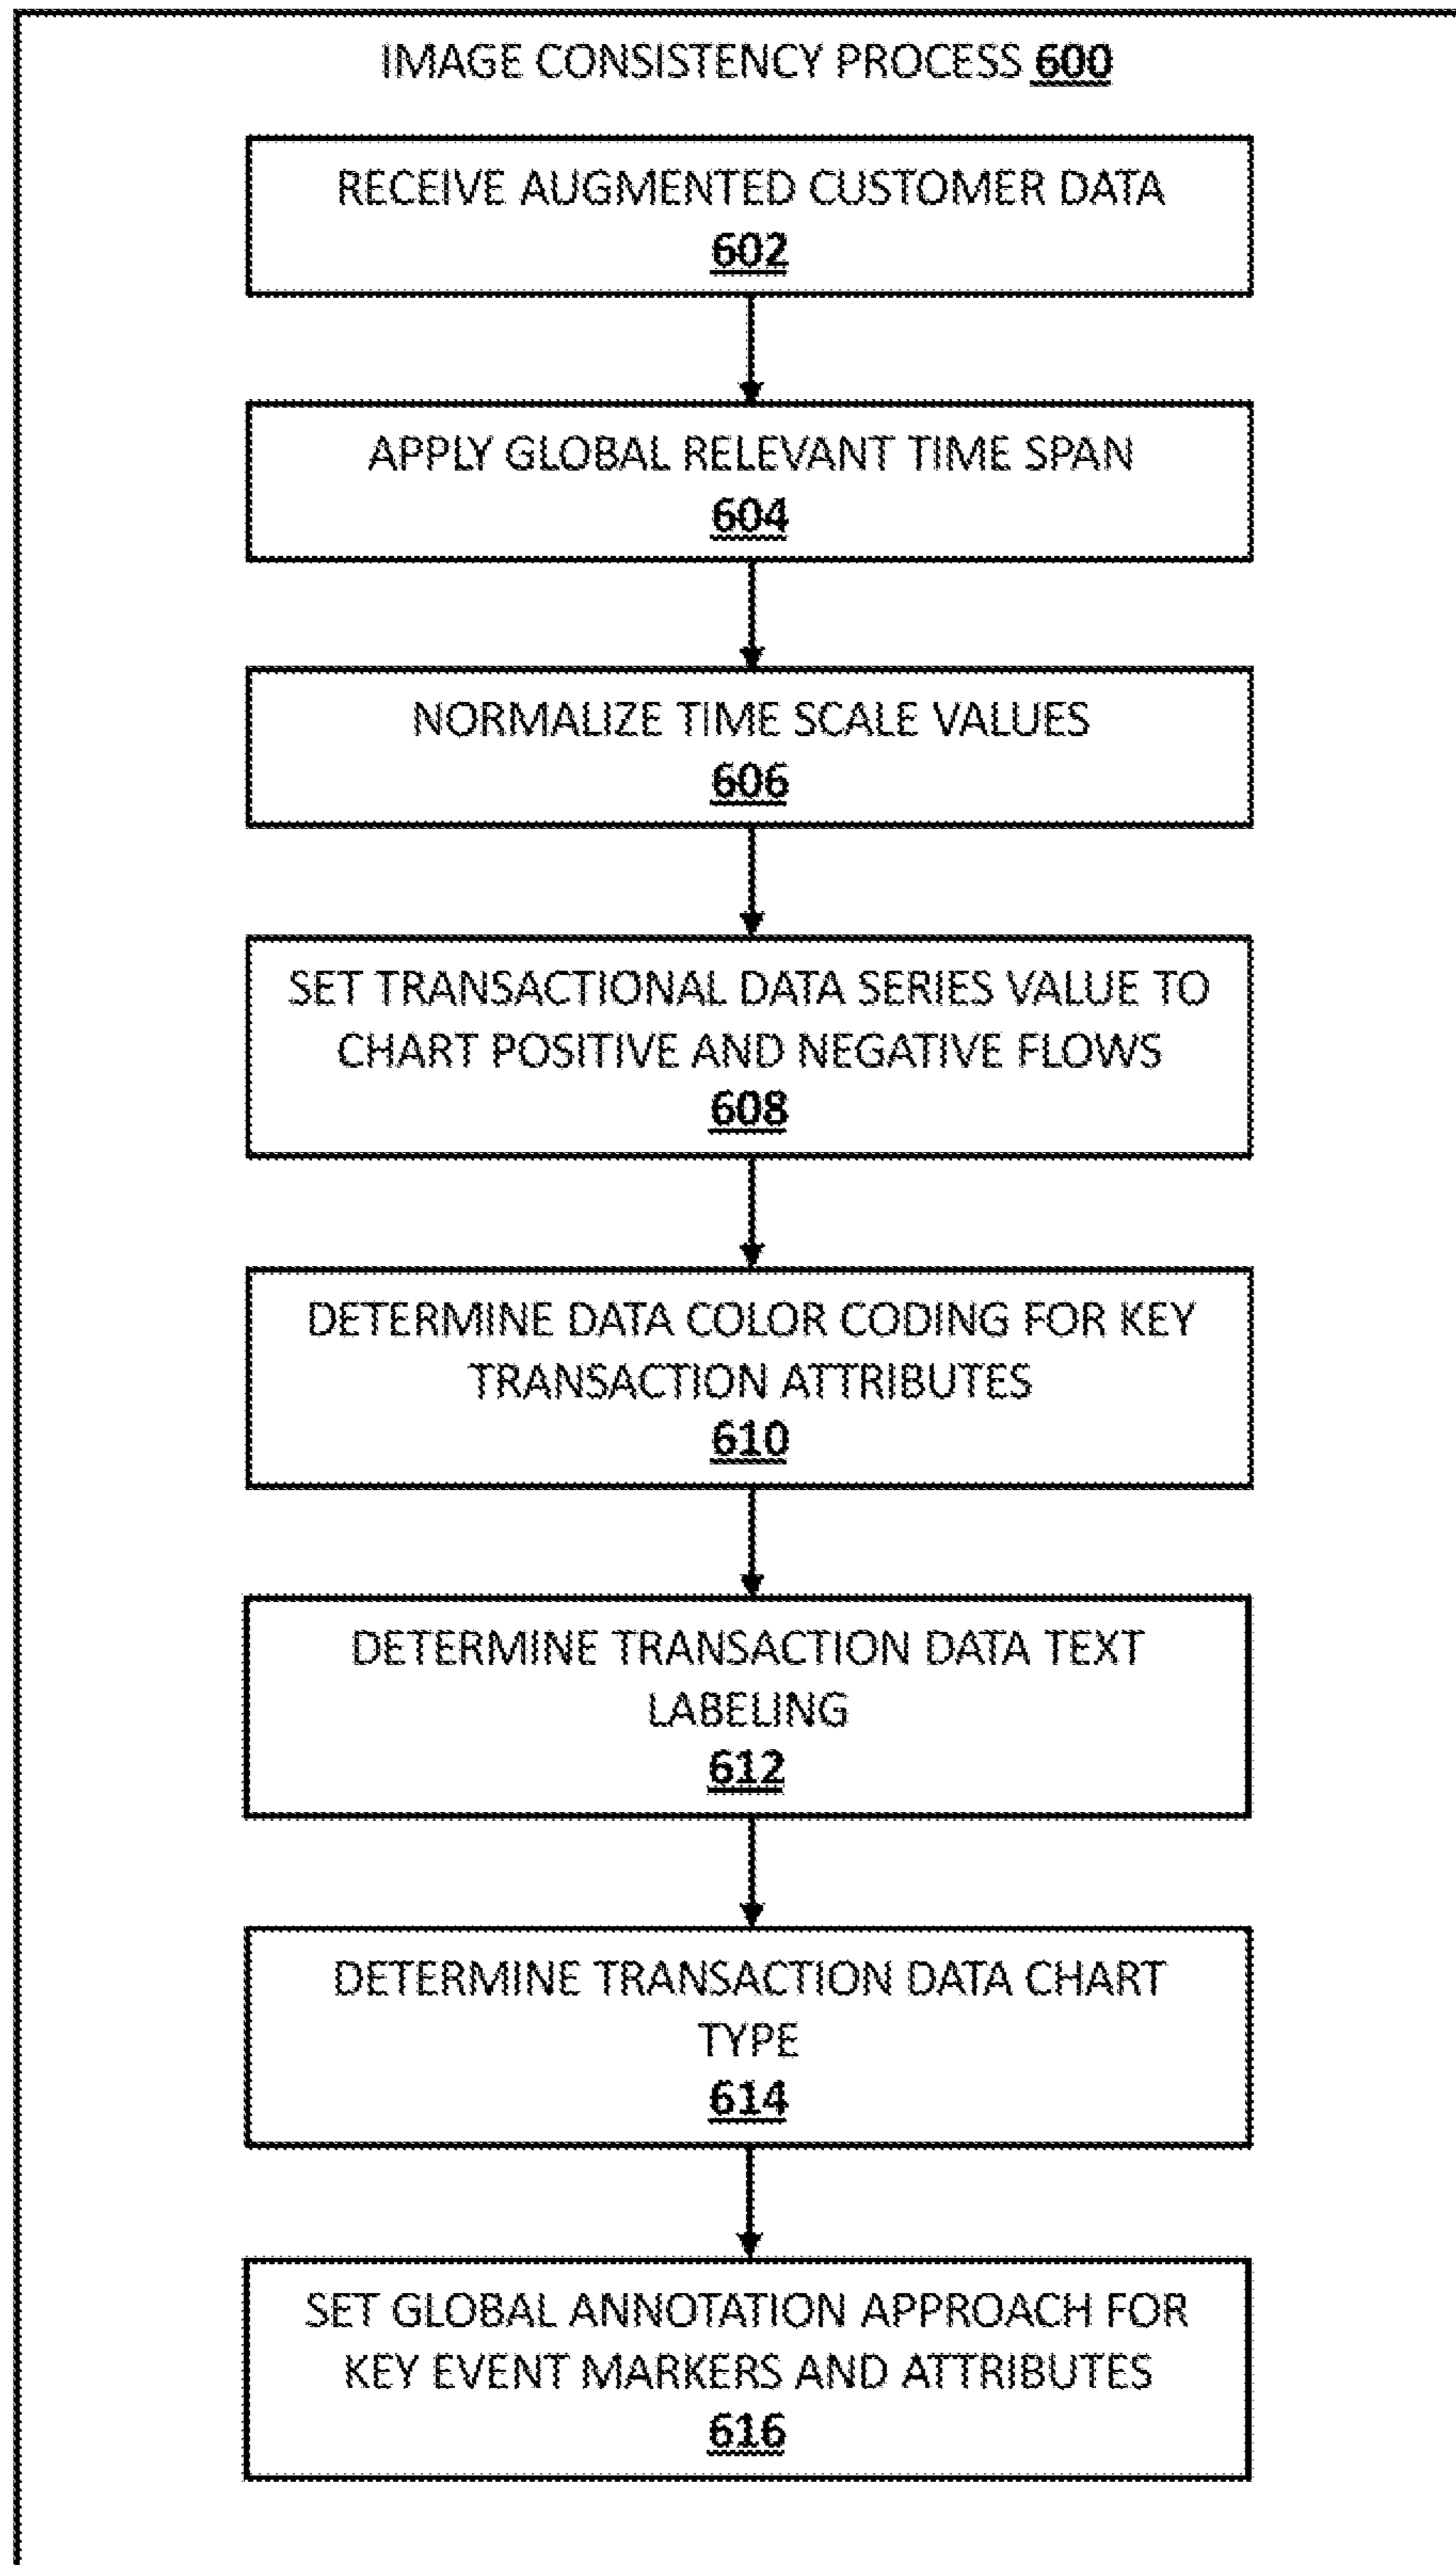 IMAGE CONSISTENCY PROCESS 600
RECEIVE AUGMENTED CUSTOMER DATA
602
APPLY GLOBAL RELEVANT TIME SPAN
604
NORMALIZE TIME SCALE VALUES
606
SET TRANSACTIONAL DATA SERIES VALUE TO
CHART POSITIVE AND NEGATIVE FLOWS
608
DETERMINE DATA COLOR CODING FOR KEY
TRANSACTION ATTRIBUTES
610
DETERMINE TRANSACTION DATA TEXT
LABELING
612
DETERMINE TRANSACTION DATA CHART
TYPE
614
SET GLOBAL ANNOTATION APPROACH FOR
KEY EVENT MARKERS AND ATTRIBUTES
616